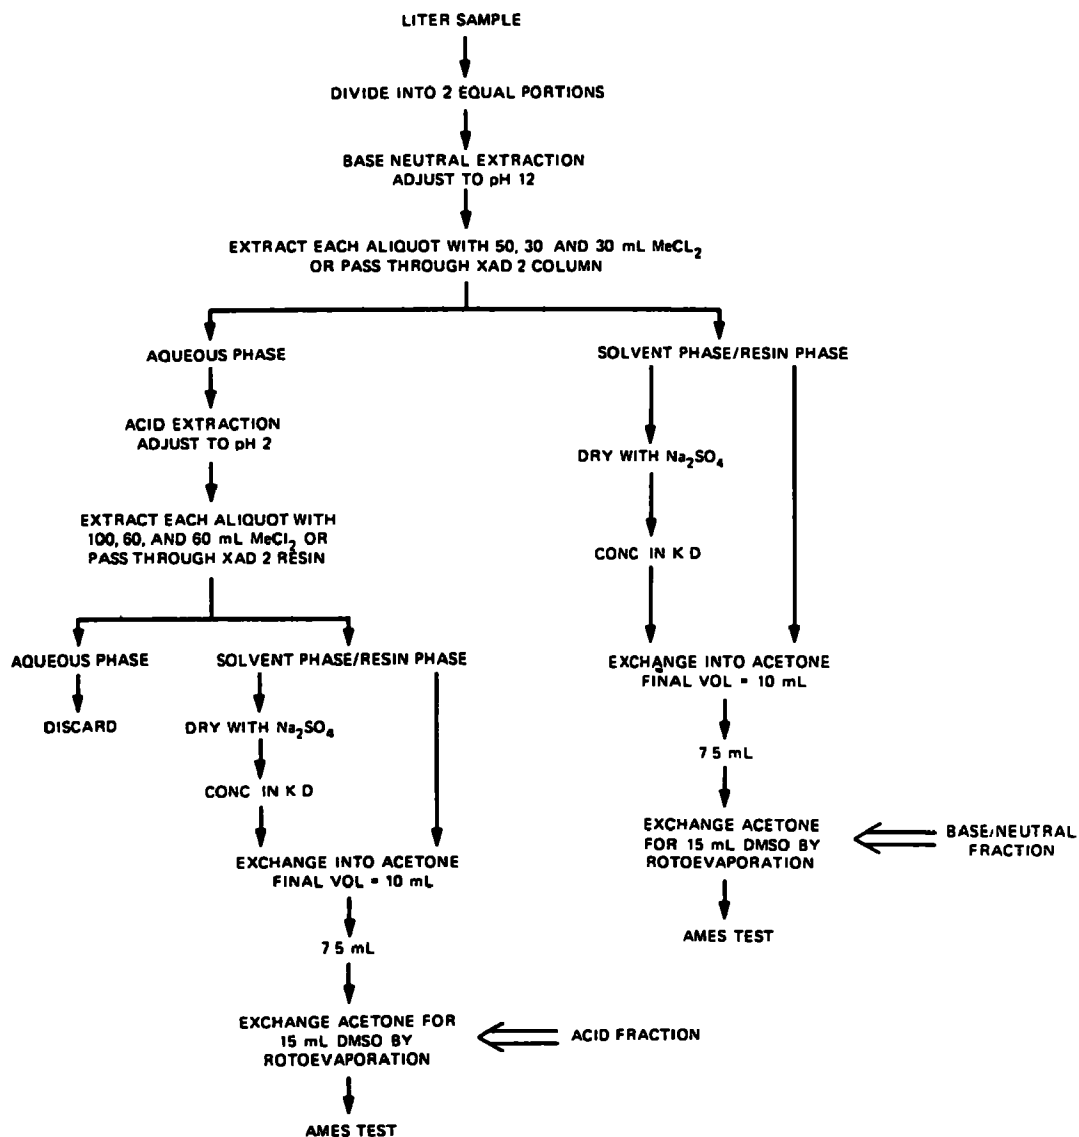 LITER SAMPLE
DIVIDE INTO 2 EQUAL PORTIONS
BASE NEUTRAL EXTRACTION
ADJUST TO pH 12
EXTRACT EACH ALIQUOT WITH 50, 30 AND 30 mL MeCL2
OR PASS THROUGH XAD 2 COLUMN
AQUEOUS PHASE
SOLVENT PHASE/RESIN PHASE
ACID EXTRACTION
ADJUST TO pH 2
DRY WITH Na2SO4
EXTRACT EACH ALIQUOT WITH
100, 60, AND 60 mL MeCl2 OR
PASS THROUGH XAD 2 RESIN
CONC IN K D
AQUEOUS PHASE
SOLVENT PHASE/RESIN PHASE
EXCHANGE INTO ACETONE
FINAL VOL = 10 mL
DISCARD
DRY WITH Na2SO4
7 5 mL
CONC IN K D
EXCHANGE ACETONE
FOR 15 mL DMSO BY
ROTOEVAPORATION
BASE/NEUTRAL
FRACTION
EXCHANGE INTO ACETONE
FINAL VOL = 10 mL
AMES TEST
7 5 mL
EXCHANGE ACETONE FOR
15 mL DMSO BY
ROTOEVAPORATION
ACID FRACTION
AMES TEST